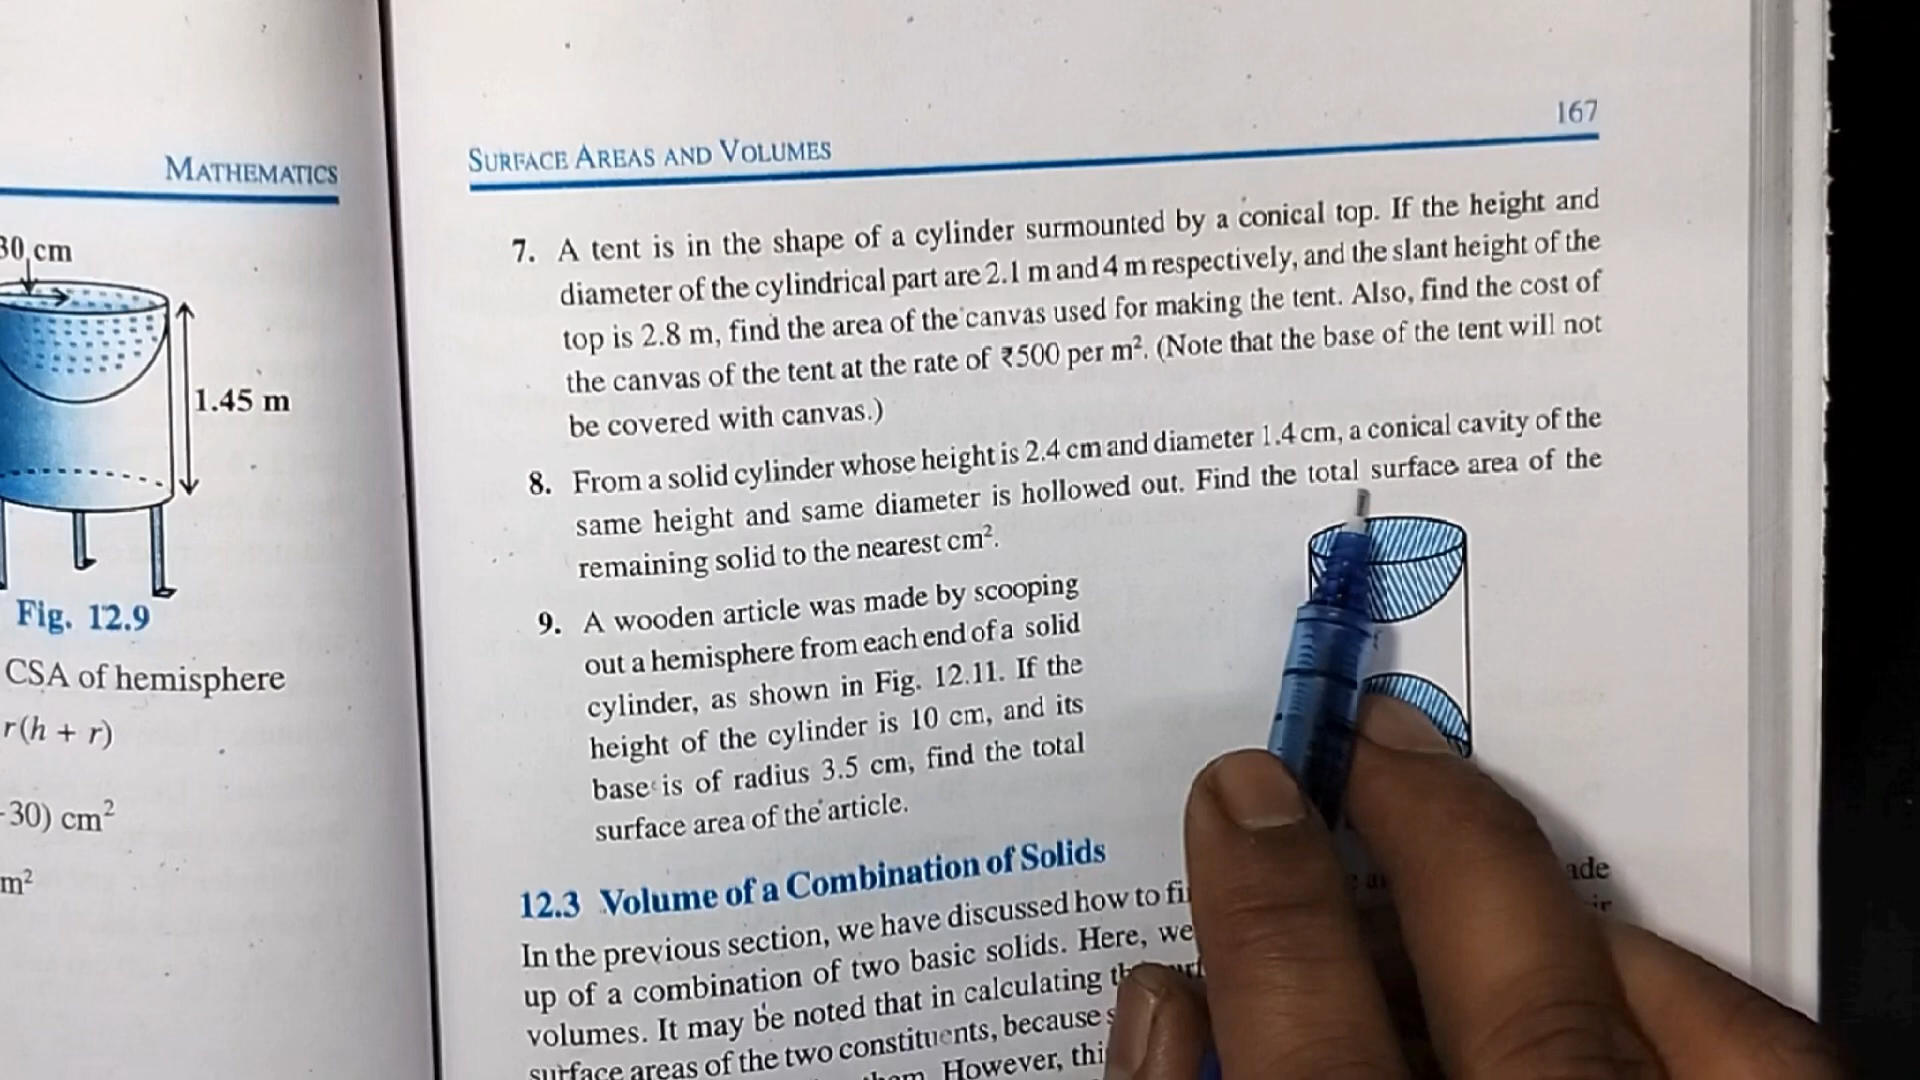 MATHEMATICS
30 cm
1.45 m
Fig. 12.9
CSA of hemisphere
r(h + r)
30) cm²
m²
167
SURFACE AREAS AND VOLUMES
7. A tent is in the shape of a cylinder surmounted by a conical top. If the height and
diameter of the cylindrical part are 2.1 m and 4 m respectively, and the slant height of the
top is 2.8 m, find the area of the canvas used for making the tent. Also, find the cost of
the canvas of the tent at the rate of ₹500 per m². (Note that the base of the tent will not
be covered with canvas.)
8. From a solid cylinder whose height is 2.4 cm and diameter 1.4 cm, a conical cavity of the
same height and same diameter is hollowed out. Find the total surface area of the
remaining solid to the nearest cm².
9. A wooden article was made by scooping
out a hemisphere from each end of a solid
cylinder, as shown in Fig. 12.11. If the
height of the cylinder is 10 cm, and its
base is of radius 3.5 cm, find the total
surface area of the article.
12.3 Volume of a Combination of Solids
In the previous section, we have discussed how to
up of a combination of two basic solids. Here, we
volumes. It may be noted that in calculating
surface areas of the two constituents, because
However,